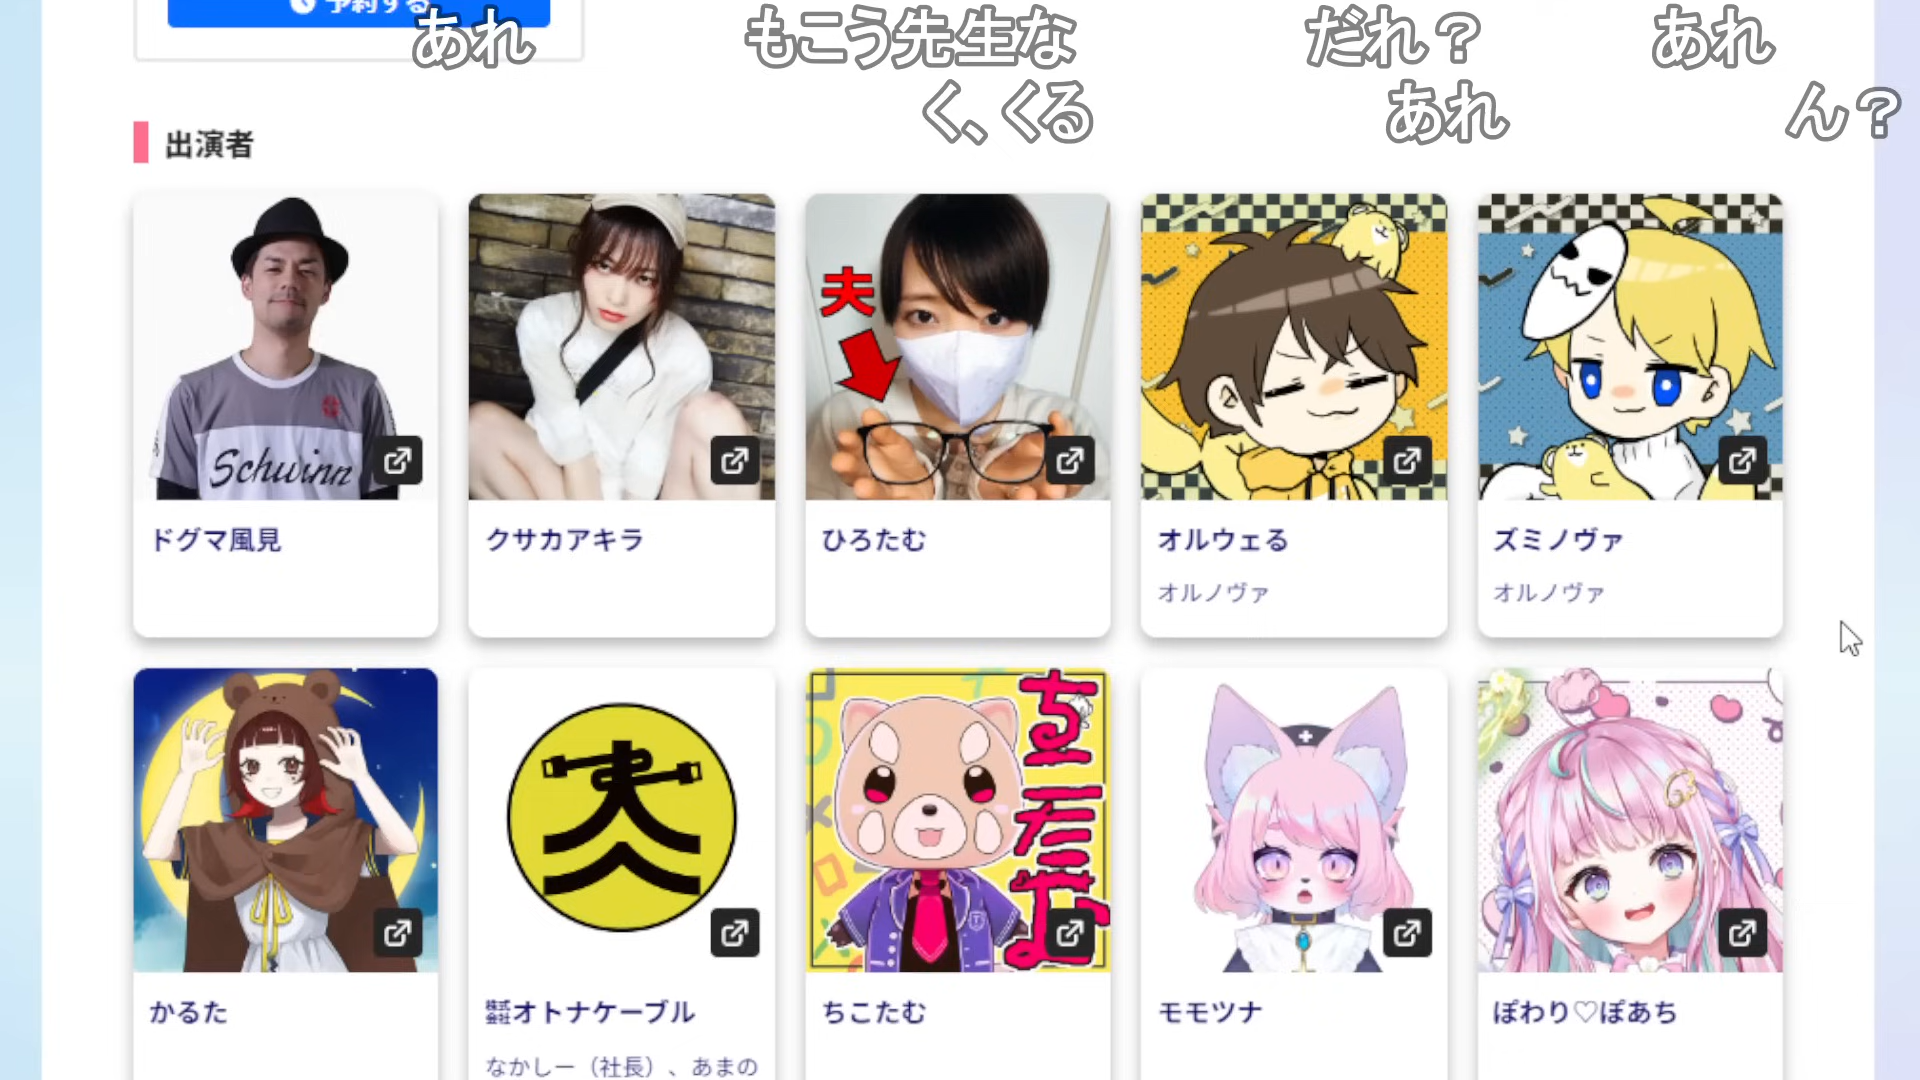 予約する
あれ
もこう先生な
だれ？
あれ
く、くる
あれ
ん？
出演者
夫
Schwinn
ドグマ風見
クサカアキラ
ひろたむ
オルウェる
オルノヴァ
ズミノヴァ
オルノヴァ
ちこたむ
かるた
株式会社オトナケーブル
なかしー（社長）、あまの
ちこたむ
モモツナ
ぽわり♡ぽあち